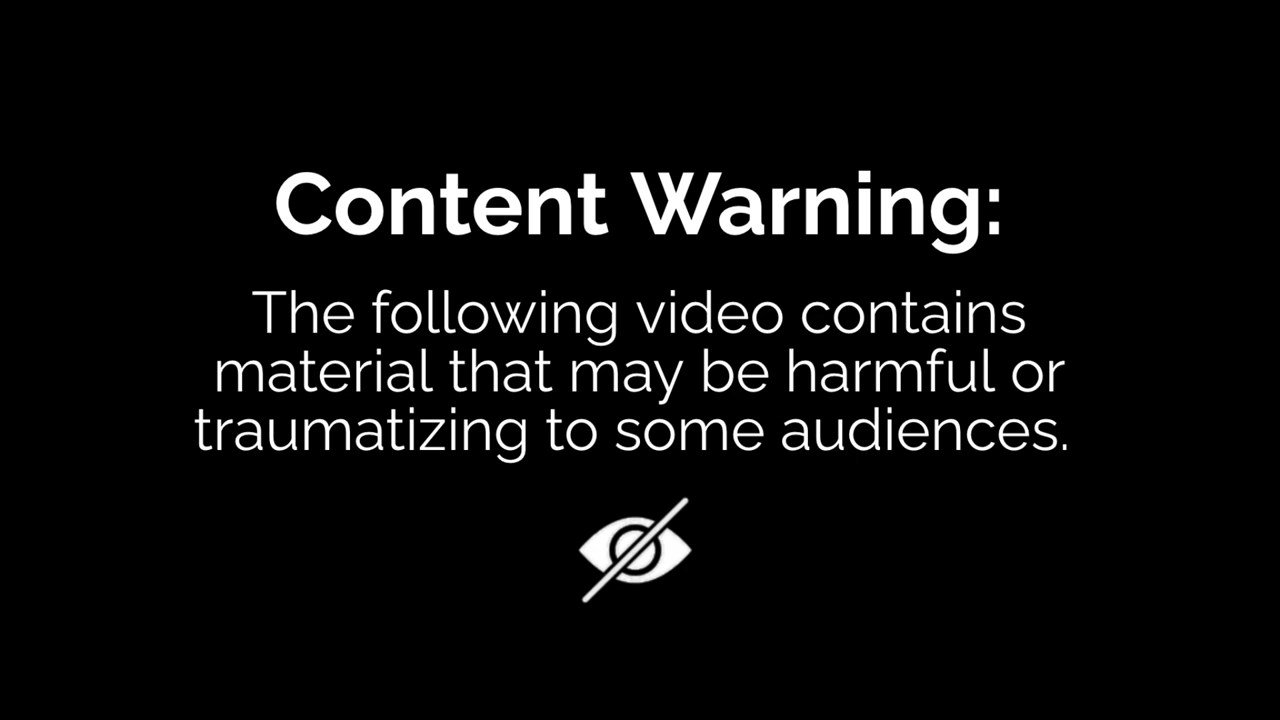 Content Warning:
The following video contains
material that may be harmful or
traumatizing to some audiences.